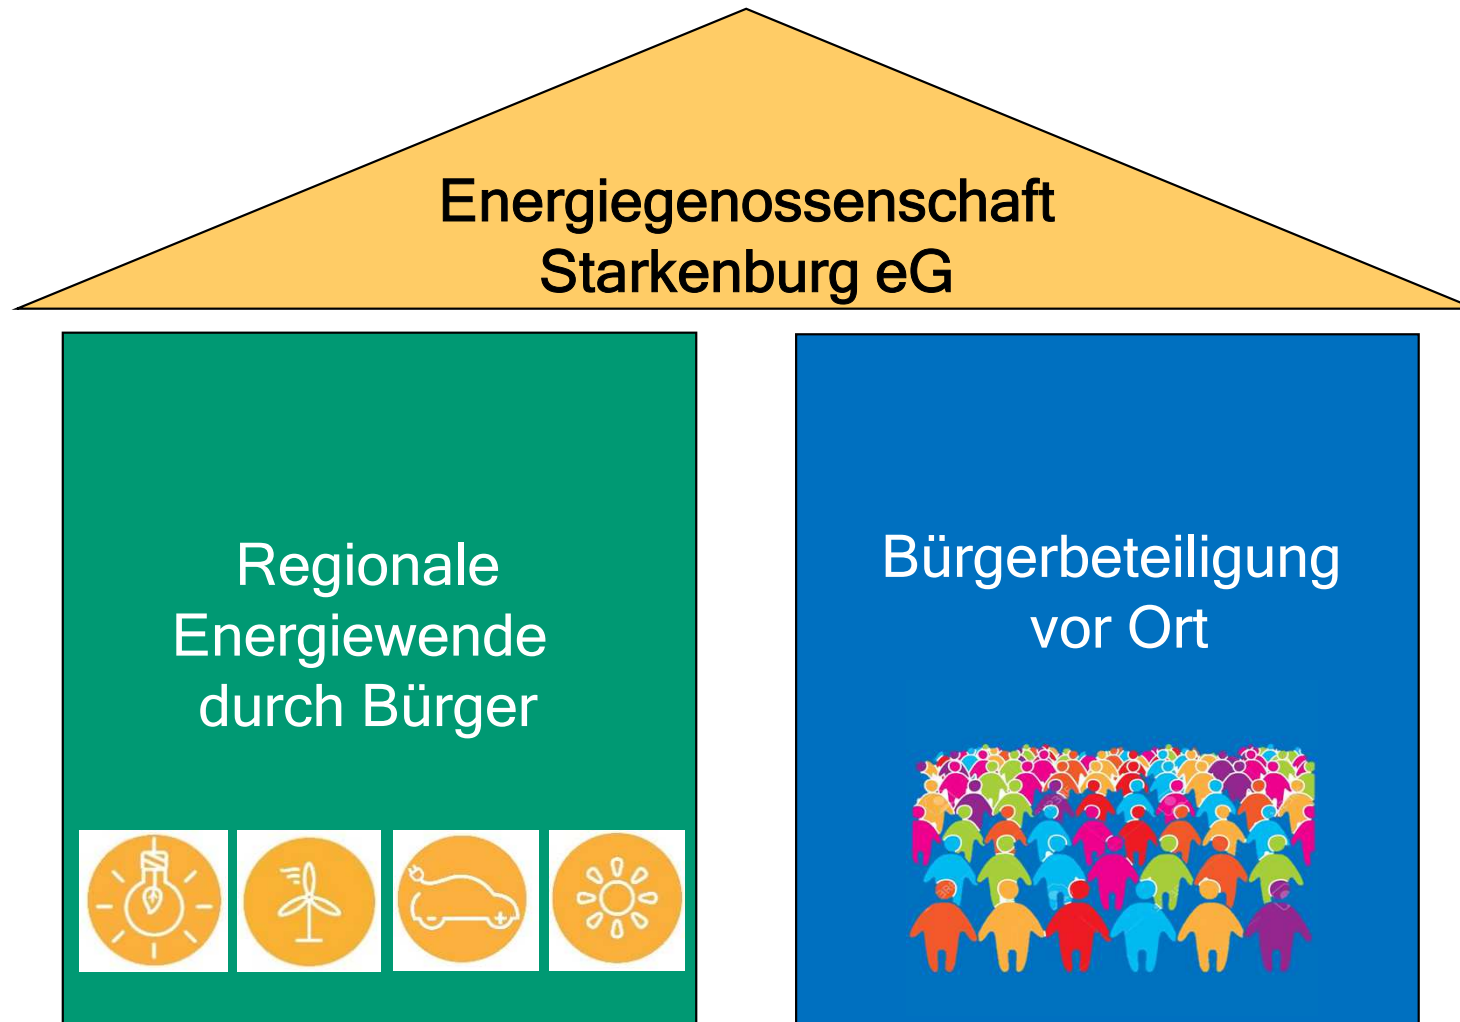 Energiegenossenschaft
Starkenburg eG
Regionale
Energiewende
durch Bürger
Bürgerbeteiligung
vor Ort